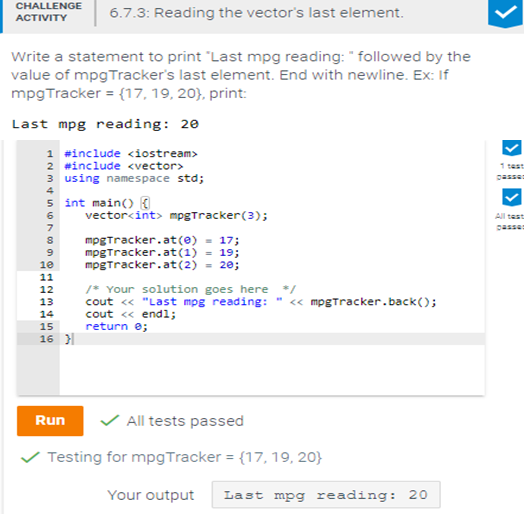 CHALLENGE
ACTIVITY
6.7.3: Reading the vector's last element.
Write a statement to print "Last mpg reading: " followed by the
value of mpgTracker's last element. End with newline. Ex: If
mpgTracker = {17, 19, 20}, print:
Last mpg reading: 20
1 #include <iostream>
2 #include <vector>
3 using namespace std;
4
5 int main() {
6    vector<int> mpgTracker(3);
7
8    mpgTracker.at(0) = 17;
9    mpgTracker.at(1) = 19;
10    mpgTracker.at(2) = 20;
11
12    /* Your solution goes here  */
13    cout << "Last mpg reading: " << mpgTracker.back();
14    cout << endl;
15    return 0;
16 }
1 test
passe
All test
passe
Run
All tests passed
Testing for mpgTracker = {17, 19, 20}
Your output
Last mpg reading: 20